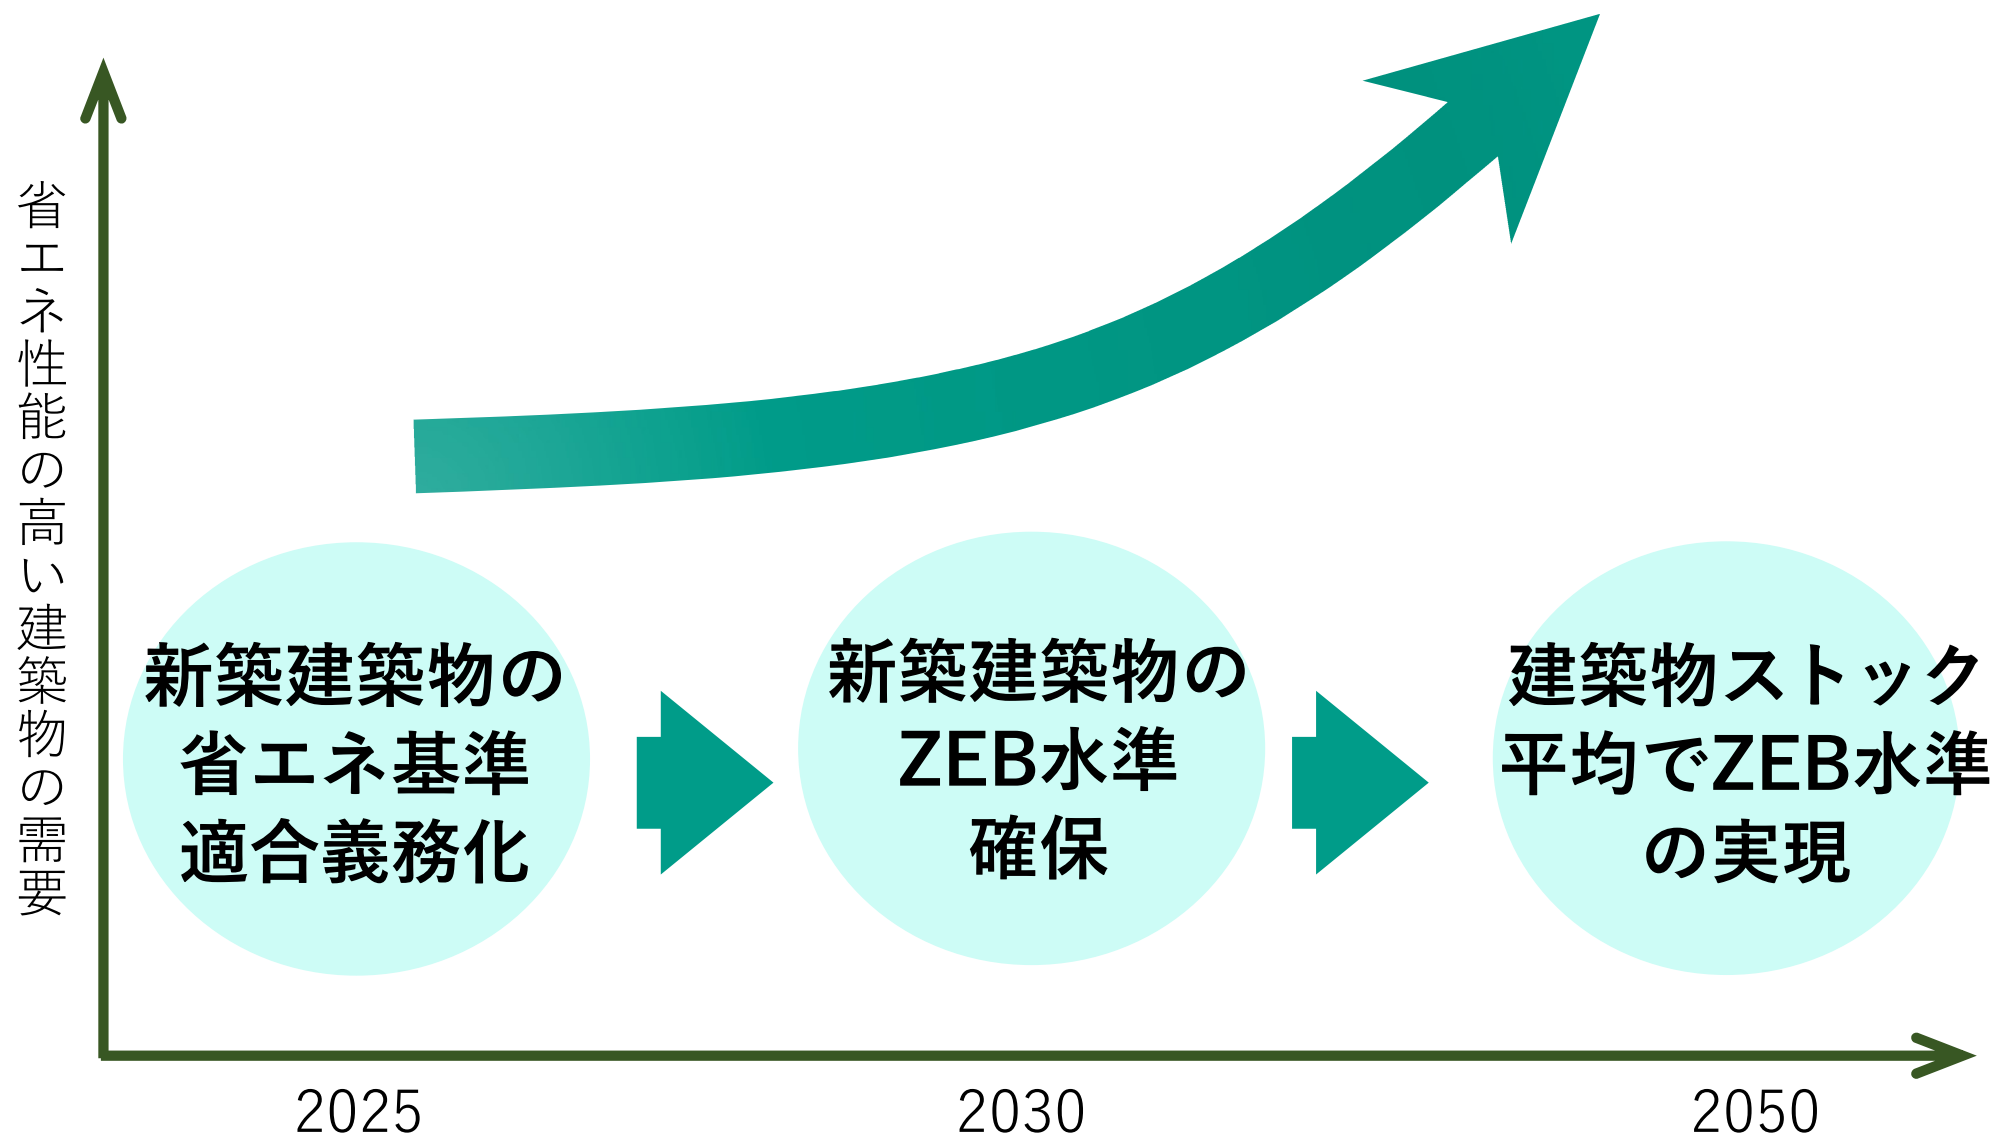 省エネ性能の高い建築物の需要
新築建築物の
省エネ基準
適合義務化
新築建築物の
ZEB水準
確保
建築物ストック
平均でZEB水準
の実現
2025
2030
2050